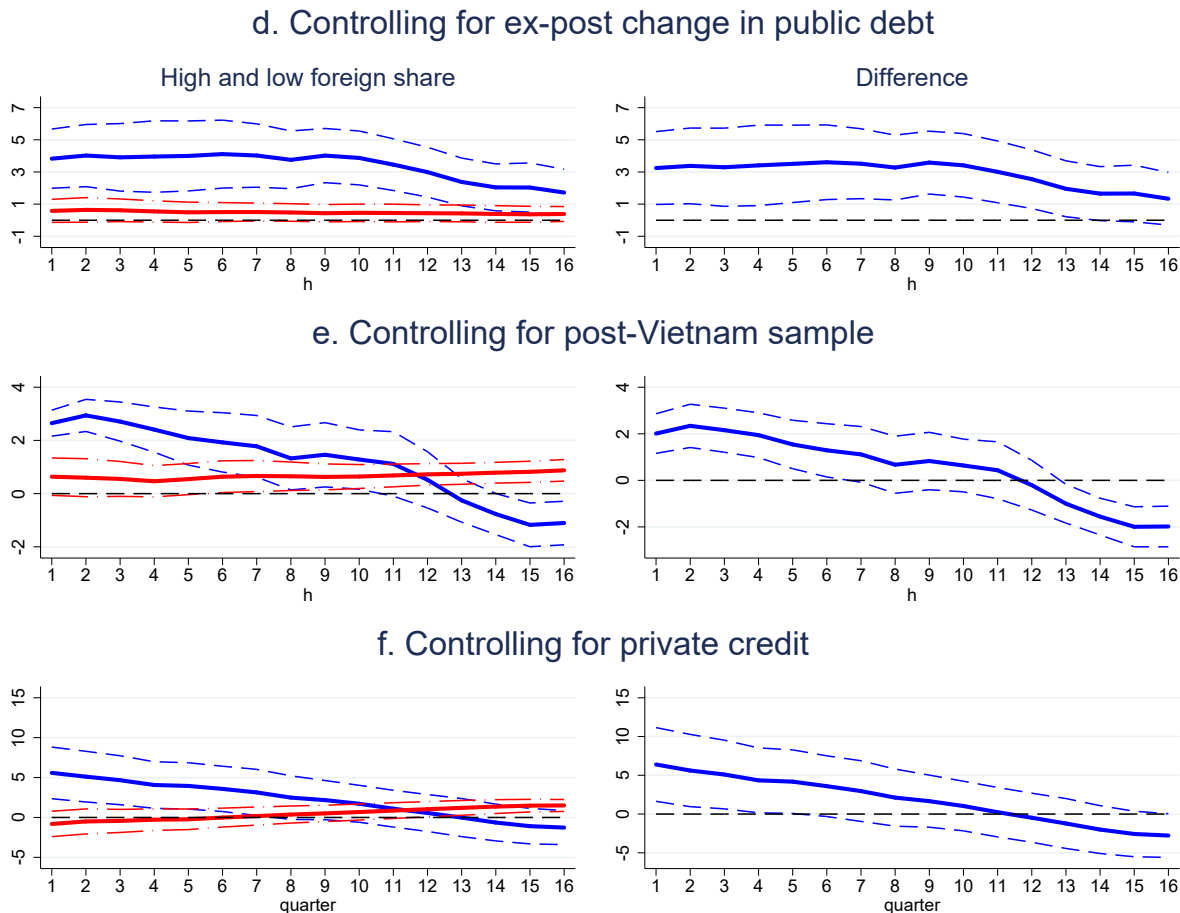 d. Controlling for ex-post change in public debt
High and low foreign share
Difference
7
5
3
1
-1
1 2 3 4 5 6 7 8 9 10 11 12 13 14 15 16
h
7
5
3
1
-1
1 2 3 4 5 6 7 8 9 10 11 12 13 14 15 16
h
e. Controlling for post-Vietnam sample
4
2
0
-2
1 2 3 4 5 6 7 8 9 10 11 12 13 14 15 16
h
4
2
0
-2
1 2 3 4 5 6 7 8 9 10 11 12 13 14 15 16
h
f. Controlling for private credit
15
10
5
0
-5
1 2 3 4 5 6 7 8 9 10 11 12 13 14 15 16
quarter
15
10
5
0
-5
1 2 3 4 5 6 7 8 9 10 11 12 13 14 15 16
quarter